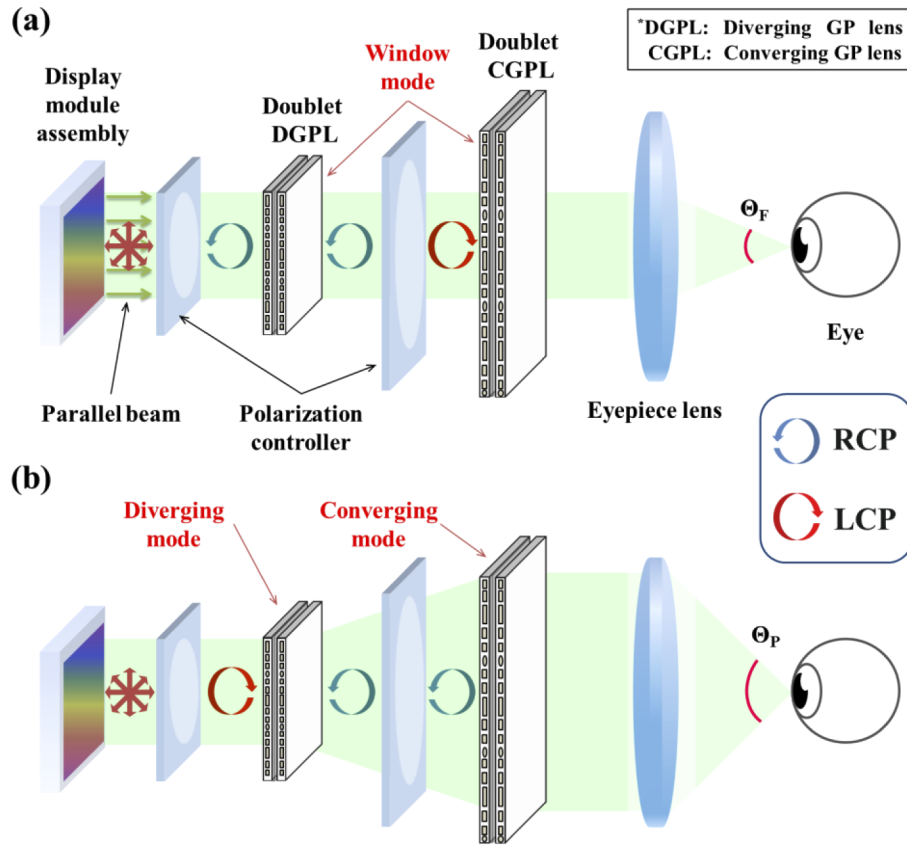 (a)
*DGPL: Diverging GP lens
CGPL: Converging GP lens
Display
module
assembly
Doublet
DGPL
Window
mode
Doublet
CGPL
ΘF
Eye
Parallel beam
Polarization
controller
Eyepiece lens
RCP
LCP
(b)
Diverging
mode
Converging
mode
ΘP